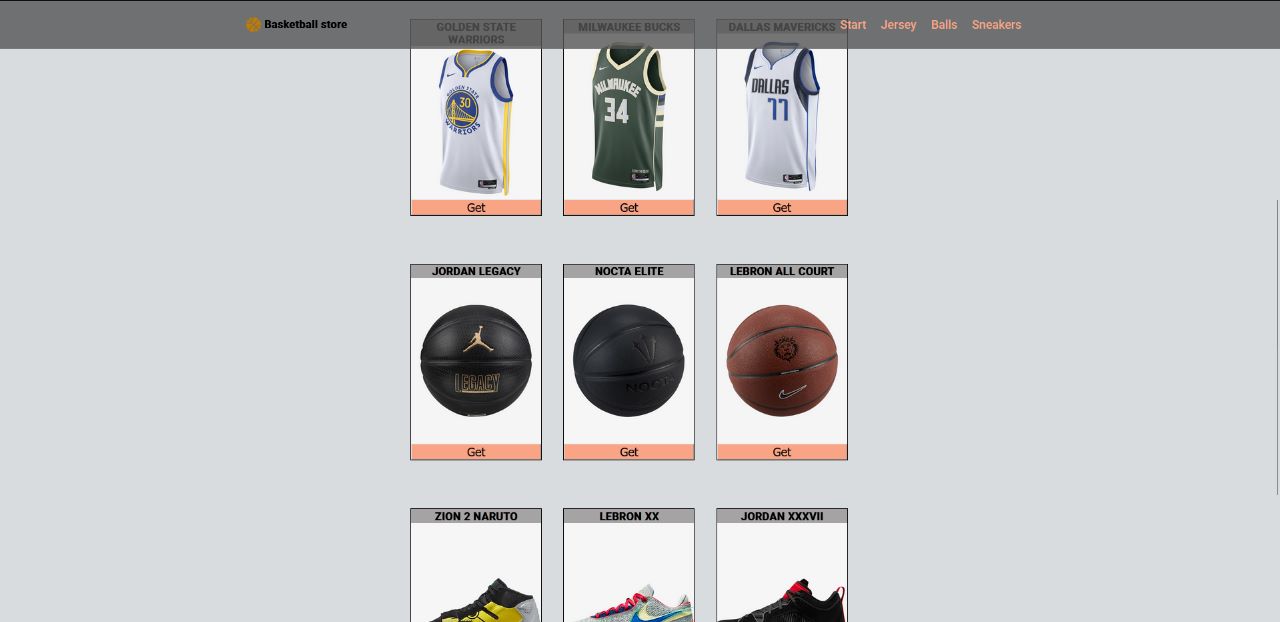 Basketball store
Start Jersey Balls Sneakers
GOLDEN STATE
WARRIORS
MILWAUKEE BUCKS
DALLAS MAVERICKS
GOLDEN STATE
30
WARRIORS
MILWAUKEE
34
DALLAS
77
Get
Get
Get
JORDAN LEGACY
NOCTA ELITE
LEBRON ALL COURT
LEGACY
NOCTA
Get
Get
Get
ZION 2 NARUTO
LEBRON XX
JORDAN XXXVII